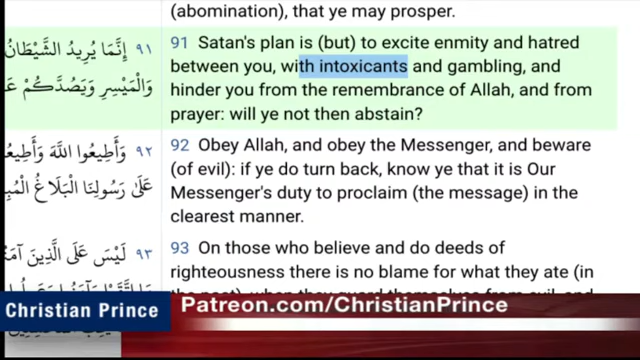 (abomination), that ye may prosper.
٩١ إِنَّمَا يُرِيدُ الشَّيْطَانُ
91 Satan's plan is (but) to excite enmity and hatred
between you, with intoxicants and gambling, and
وَالْمَيْسِرِ وَيَصُدَّكُمْ
hinder you from the remembrance of Allah, and from
prayer: will ye not then abstain?
٩٢ وَأَطِيعُوا اللَّهَ وَأَطِيعُوا
92 Obey Allah, and obey the Messenger, and beware
(of evil): if ye do turn back, know ye that it is Our
عَلَىٰ رَسُولِنَا الْبَلَاغُ
Messenger's duty to proclaim (the message) in the
clearest manner.
٩٣ لَيْسَ عَلَى الَّذِينَ
93 On those who believe and do deeds of
righteousness there is no blame for what they ate (in
Christian Prince
Patreon.com/ChristianPrince